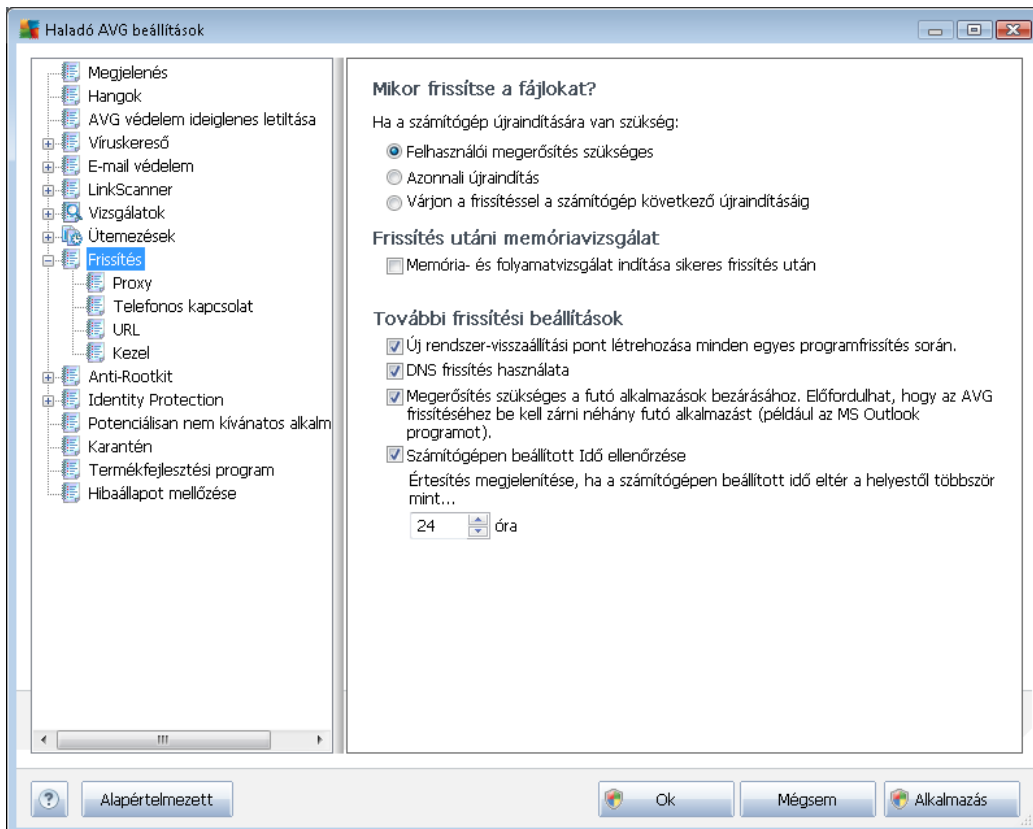 Haladó AVG beállítások
Megjelenés
Hangok
AVG védelem ideiglenes letiltása
Víruskereső
E-mail védelem
LinkScanner
Vizsgálatok
Ütemezések
Frissítés
Proxy
Telefonos kapcsolat
URL
Kezel
Anti-Rootkit
Identity Protection
Potenciálisan nem kívánatos alkalm
Karantén
Termékfejlesztési program
Hibaállapot mellőzése
Mikor frissítse a fájlokat?
Ha a számítógép újraindítására van szükség:
Felhasználói megerősítés szükséges
Azonnali újraindítás
Várjon a frissítéssel a számítógép következő újraindításáig
Frissítés utáni memóriavizsgálat
Memória- és folyamatvizsgálat indítása sikeres frissítés után
További frissítési beállítások
Új rendszer-visszaállítási pont létrehozása minden egyes programfrissítés során.
DNS frissítés használata
Megerősítés szükséges a futó alkalmazások bezárásához. Előfordulhat, hogy az AVG
frissítéséhez be kell zárni néhány futó alkalmazást (például az MS Outlook
programot).
Számítógépen beállított Idő ellenőrzése
Értesítés megjelenítése, ha a számítógépen beállított idő eltér a helyestől többször
mint...
24 óra
? Alapértelmezett Ok Mégsem Alkalmazás